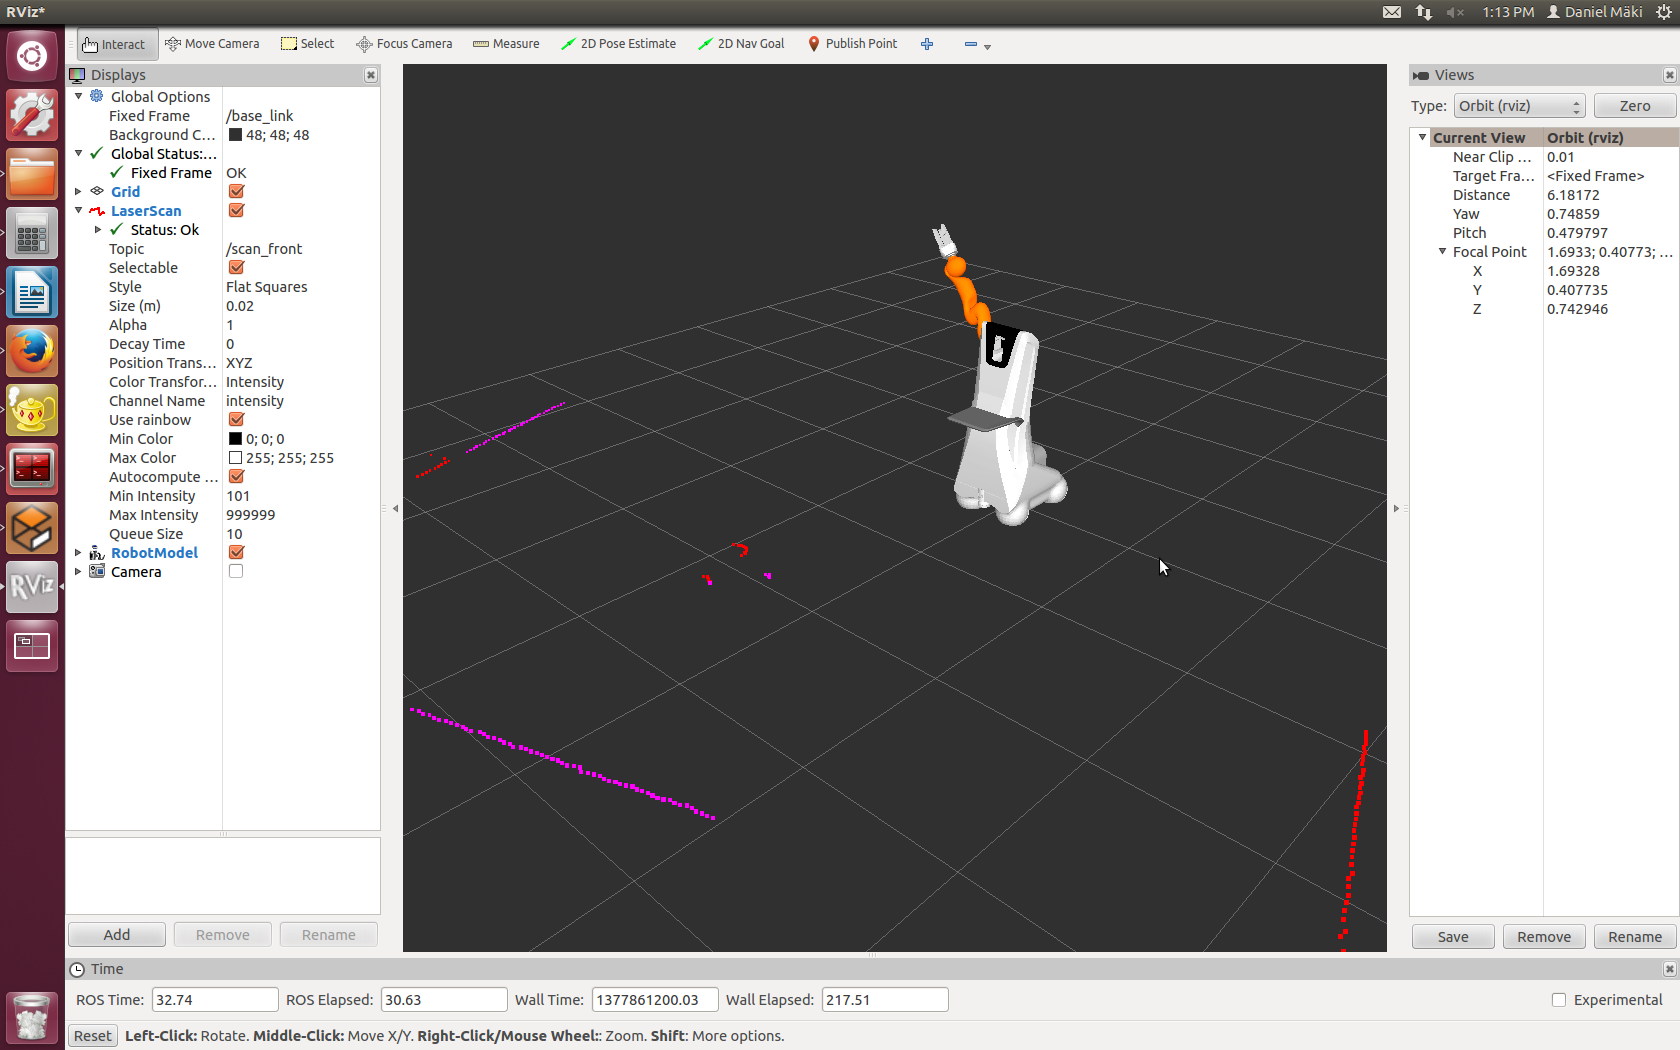 RViz*
1:13 PM Daniel Mäki
Interact Move Camera Select Focus Camera Measure 2D Pose Estimate 2D Nav Goal Publish Point
Displays
Global Options
Fixed Frame /base_link
Background C... 48; 48; 48
Global Status:...
Fixed Frame OK
Grid
LaserScan
Status: Ok
Topic /scan_front
Selectable
Style Flat Squares
Size (m) 0.02
Alpha 1
Decay Time 0
Position Trans... XYZ
Color Transfor... Intensity
Channel Name intensity
Use rainbow
Min Color 0; 0; 0
Max Color 255; 255; 255
Autocompute ...
Min Intensity 101
Max Intensity 999999
Queue Size 10
RobotModel
Camera
RViz
Add Remove Rename
Views
Type: Orbit (rviz) Zero
Current View Orbit (rviz)
Near Clip ... 0.01
Target Fra... <Fixed Frame>
Distance 6.18172
Yaw 0.74859
Pitch 0.479797
Focal Point 1.6933; 0.40773; ...
X 1.69328
Y 0.407735
Z 0.742946
Save Remove Rename
Time
ROS Time: 32.74 ROS Elapsed: 30.63 Wall Time: 1377861200.03 Wall Elapsed: 217.51 Experimental
Reset Left-Click: Rotate. Middle-Click: Move X/Y. Right-Click/Mouse Wheel:: Zoom. Shift: More options.